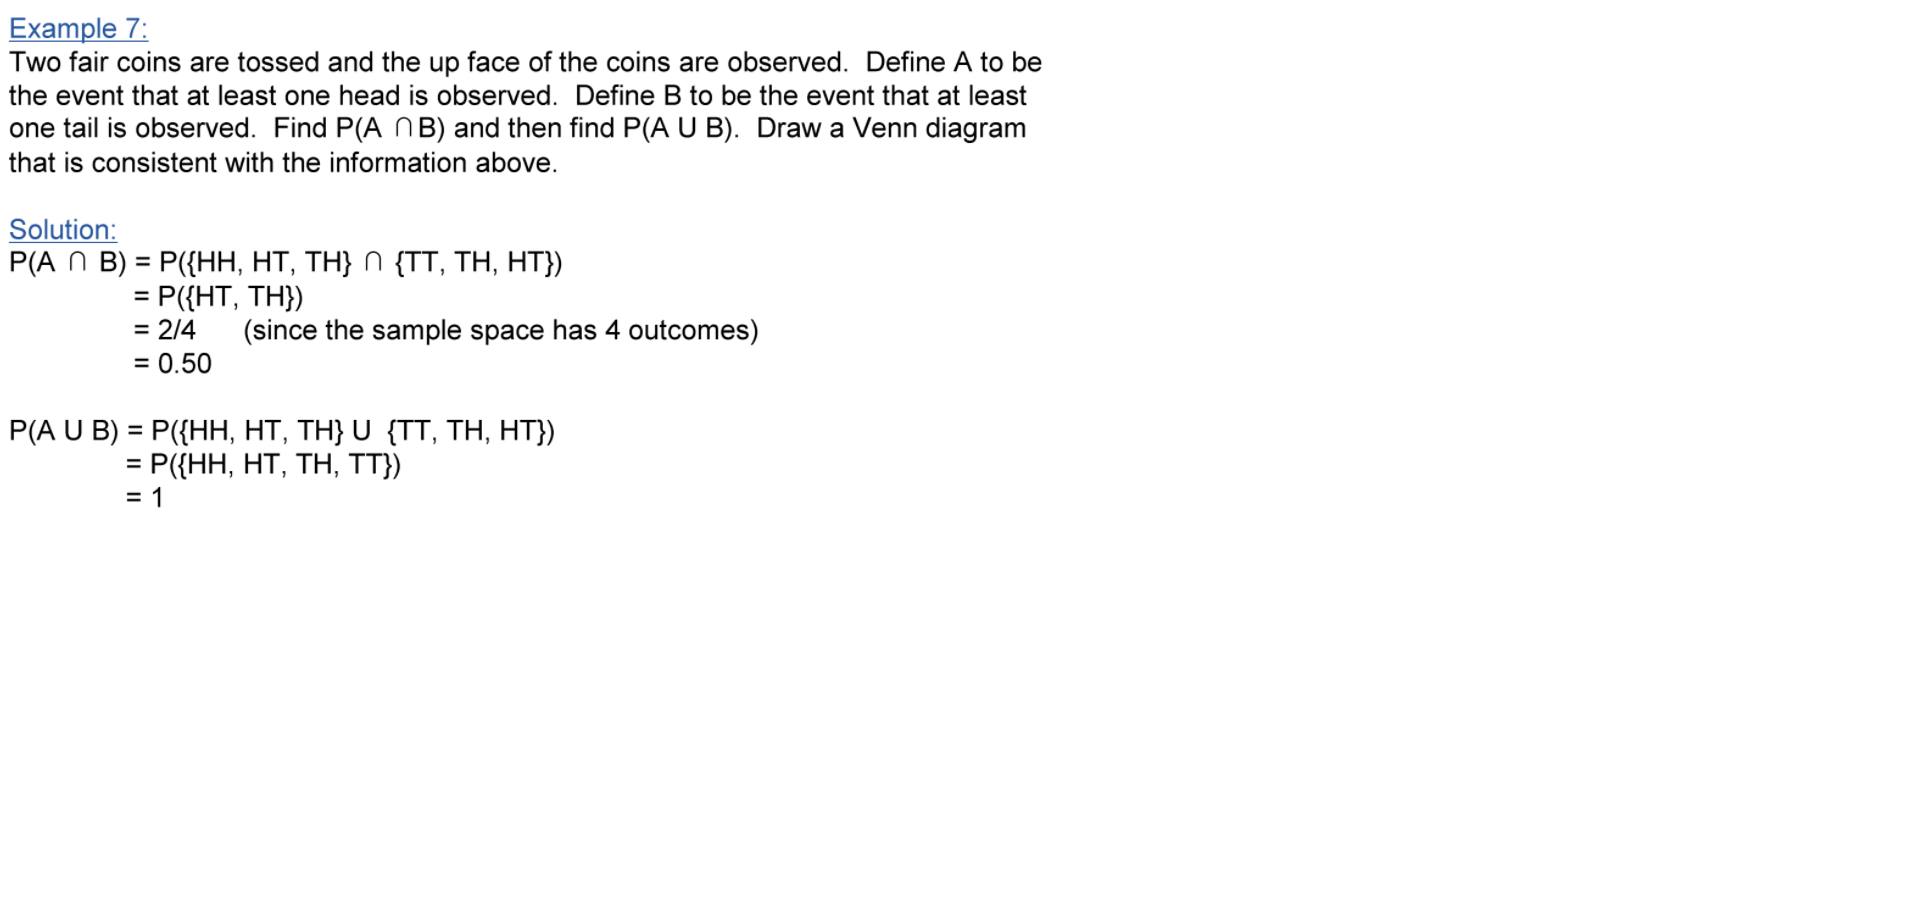 Example 7:
Two fair coins are tossed and the up face of the coins are observed.  Define A to be
the event that at least one head is observed.  Define B to be the event that at least
one tail is observed.  Find P(A ∩ B) and then find P(A U B).  Draw a Venn diagram
that is consistent with the information above.
Solution:
P(A ∩ B) = P({HH, HT, TH} ∩ {TT, TH, HT})
= P({HT, TH})
= 2/4 (since the sample space has 4 outcomes)
= 0.50
P(A U B) = P({HH, HT, TH} U {TT, TH, HT})
= P({HH, HT, TH, TT})
= 1